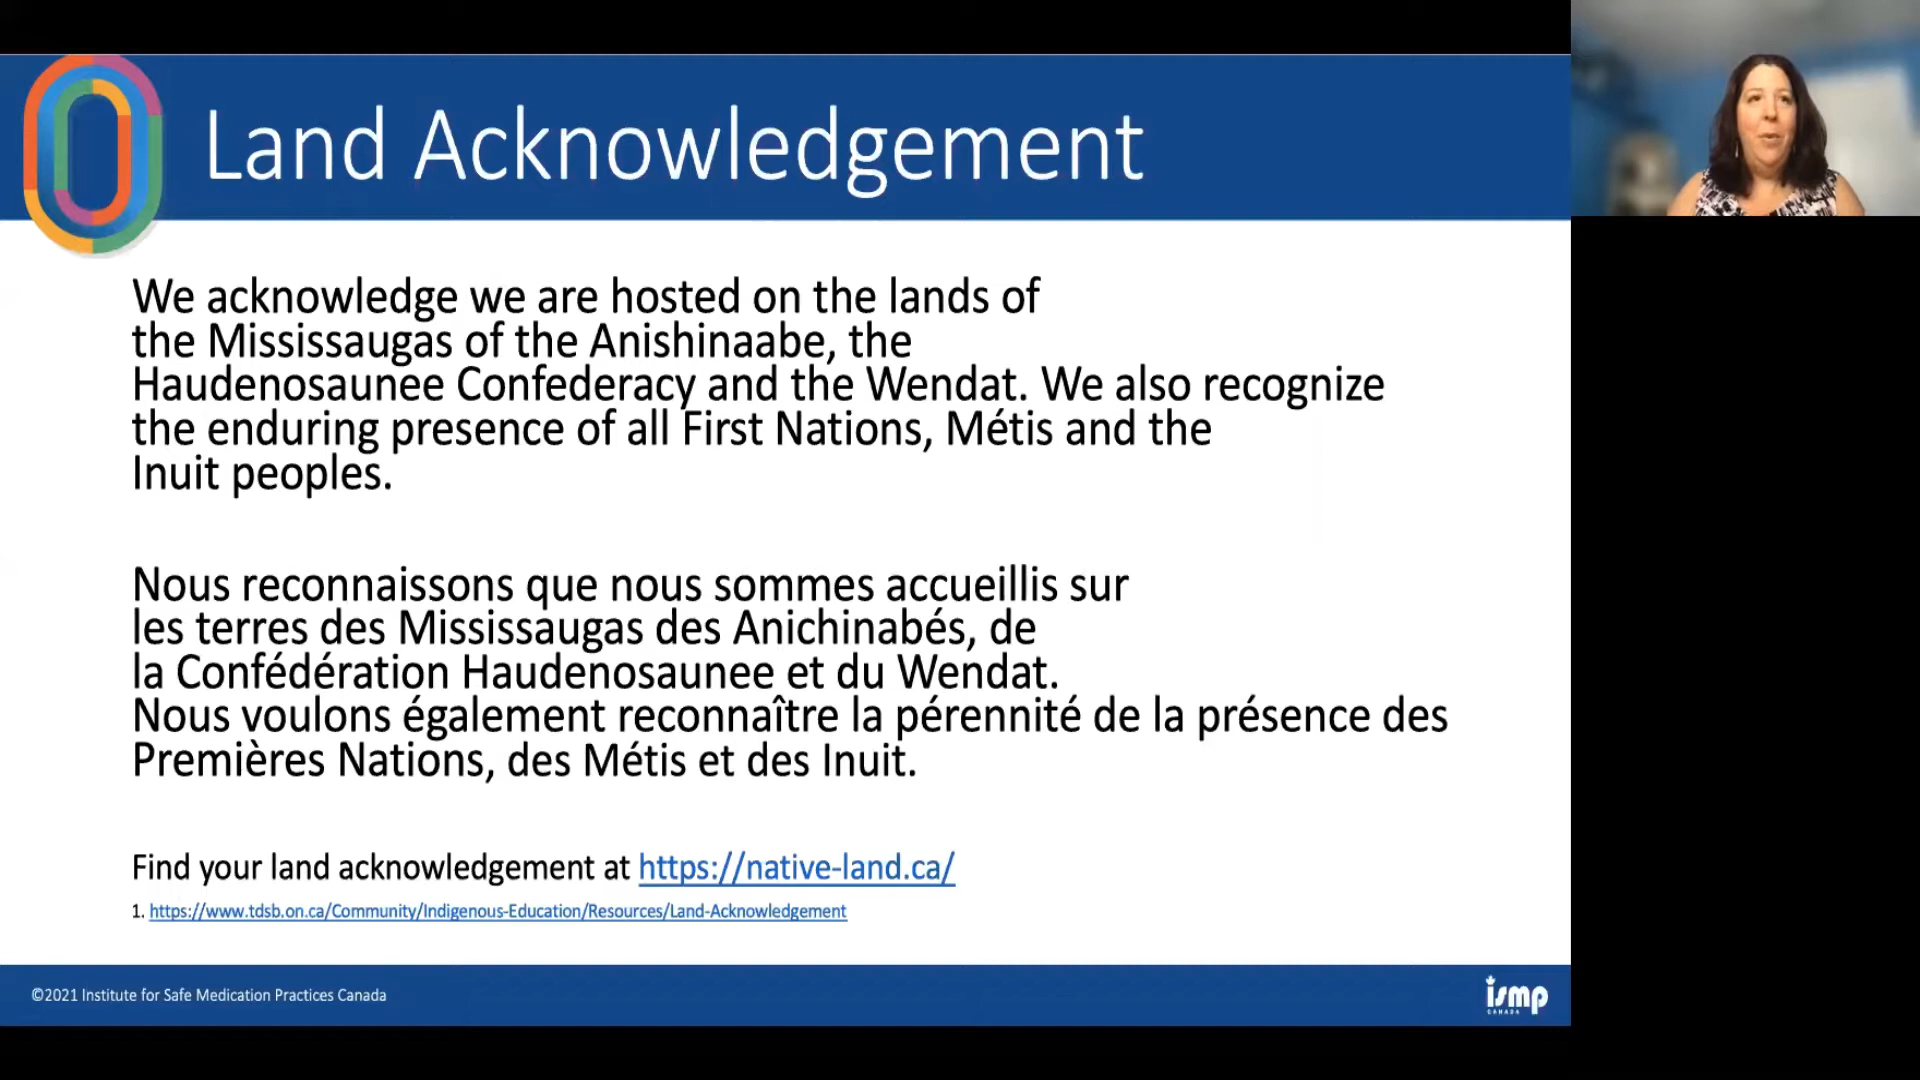 Land Acknowledgement
We acknowledge we are hosted on the lands of
the Mississaugas of the Anishinaabe, the
Haudenosaunee Confederacy and the Wendat. We also recognize
the enduring presence of all First Nations, Métis and the
Inuit peoples.
Nous reconnaissons que nous sommes accueillis sur
les terres des Mississaugas des Anichinabés, de
la Confédération Haudenosaunee et du Wendat.
Nous voulons également reconnaître la pérennité de la présence des
Premières Nations, des Métis et des Inuit.
Find your land acknowledgement at https://native-land.ca/
1. https://www.tdsb.on.ca/Community/Indigenous-Education/Resources/Land-Acknowledgement
©2021 Institute for Safe Medication Practices Canada
ismp
CANADA